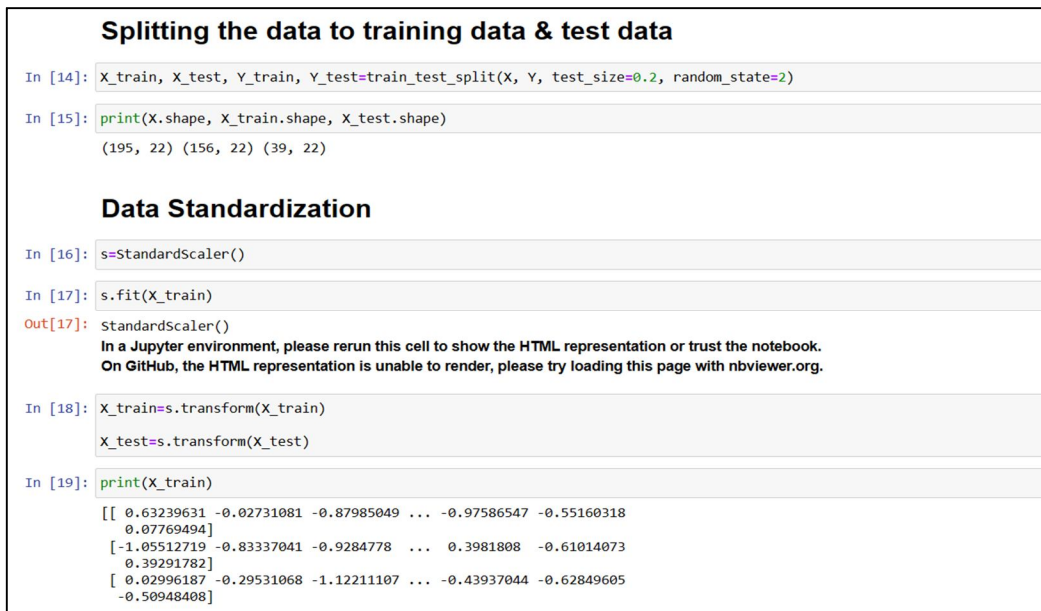 Splitting the data to training data & test data
In [14]: X_train, X_test, Y_train, Y_test=train_test_split(X, Y, test_size=0.2, random_state=2)
In [15]: print(X.shape, X_train.shape, X_test.shape)
(195, 22) (156, 22) (39, 22)
Data Standardization
In [16]: s=StandardScaler()
In [17]: s.fit(X_train)
Out[17]: StandardScaler()
In a Jupyter environment, please rerun this cell to show the HTML representation or trust the notebook.
On GitHub, the HTML representation is unable to render, please try loading this page with nbviewer.org.
In [18]: X_train=s.transform(X_train)
X_test=s.transform(X_test)
In [19]: print(X_train)
[[ 0.63239631 -0.02731081 -0.87985049 ... -0.97586547 -0.55160318
0.07769494]
[-1.05512719 -0.83337041 -0.9284778 ... 0.3981808 -0.61014073
0.39291782]
[ 0.02996187 -0.29531068 -1.12211107 ... -0.43937044 -0.62849605
-0.50948408]